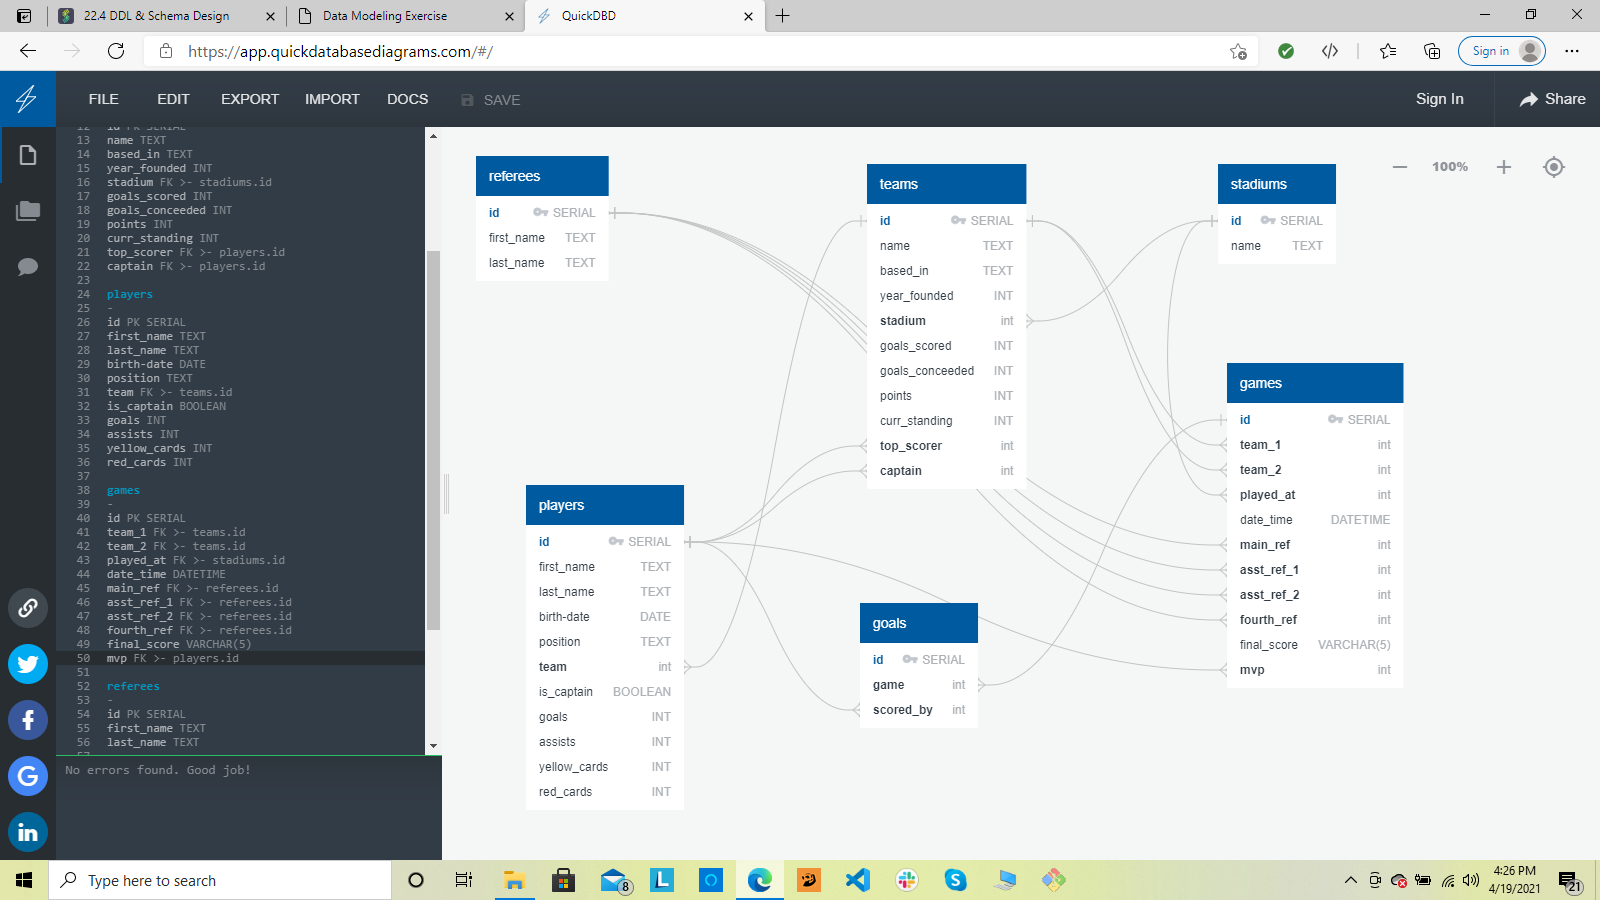 22.4 DDL & Schema Design
Data Modeling Exercise
QuickDBD
https://app.quickdatabasediagrams.com/#/
Sign in
FILE EDIT EXPORT IMPORT DOCS SAVE
Sign In
Share
12 id PK SERIAL
13 name TEXT
14 based_in TEXT
15 year_founded INT
16 stadium FK >- stadiums.id
17 goals_scored INT
18 goals_conceeded INT
19 points INT
20 curr_standing INT
21 top_scorer FK >- players.id
22 captain FK >- players.id
23
24 players
25 -
26 id PK SERIAL
27 first_name TEXT
28 last_name TEXT
29 birth-date DATE
30 position TEXT
31 team FK >- teams.id
32 is_captain BOOLEAN
33 goals INT
34 assists INT
35 yellow_cards INT
36 red_cards INT
37
38 games
39 -
40 id PK SERIAL
41 team_1 FK >- teams.id
42 team_2 FK >- teams.id
43 played_at FK >- stadiums.id
44 date_time DATETIME
45 main_ref FK >- referees.id
46 asst_ref_1 FK >- referees.id
47 asst_ref_2 FK >- referees.id
48 fourth_ref FK >- referees.id
49 final_score VARCHAR(5)
50 mvp FK >- players.id
51
52 referees
53 -
54 id PK SERIAL
55 first_name TEXT
56 last_name TEXT
57
No errors found. Good job!
100%
referees
id SERIAL
first_name TEXT
last_name TEXT
teams
id SERIAL
name TEXT
based_in TEXT
year_founded INT
stadium int
goals_scored INT
goals_conceeded INT
points INT
curr_standing INT
top_scorer int
captain int
stadiums
id SERIAL
name TEXT
players
id SERIAL
first_name TEXT
last_name TEXT
birth-date DATE
position TEXT
team int
is_captain BOOLEAN
goals INT
assists INT
yellow_cards INT
red_cards INT
goals
id SERIAL
game int
scored_by int
games
id SERIAL
team_1 int
team_2 int
played_at int
date_time DATETIME
main_ref int
asst_ref_1 int
asst_ref_2 int
fourth_ref int
final_score VARCHAR(5)
mvp int
Type here to search
8
4:26 PM
4/19/2021
21